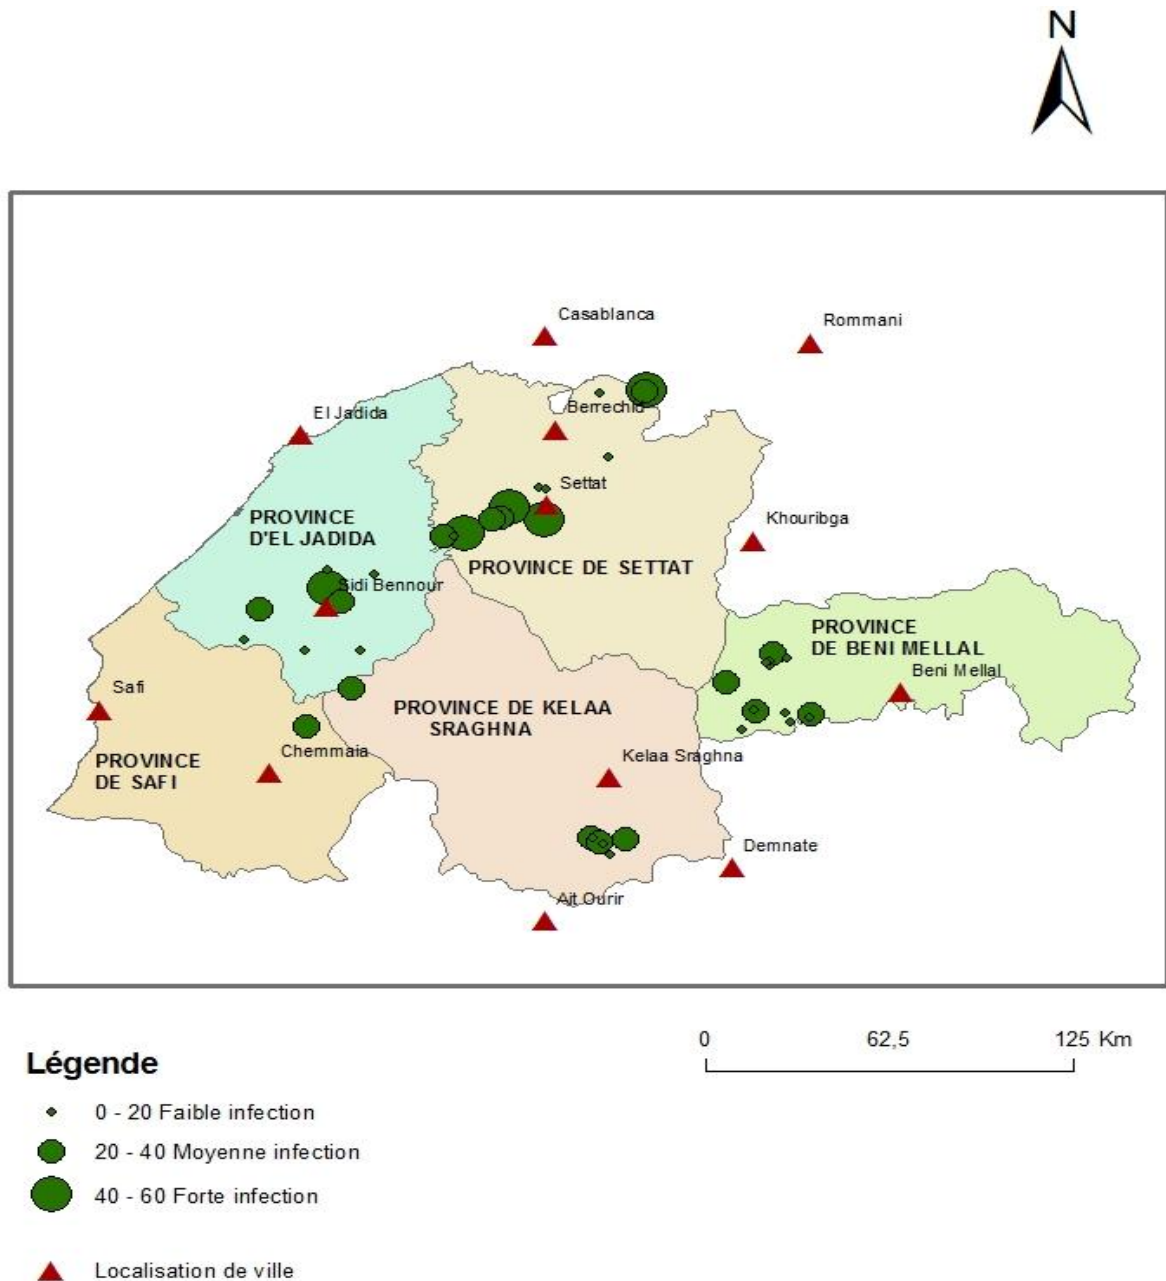 N
Casablanca
Rommani
El Jadida
Berrechid
Settat
PROVINCE
D'EL JADIDA
Khouribga
PROVINCE DE SETTAT
Sidi Bennour
PROVINCE
DE BENI MELLAL
Beni Mellal
Safi
PROVINCE DE KELAA
SRAGHNA
Chemmaia
PROVINCE
DE SAFI
Kelaa Sraghna
Demnate
Ait Ourir
0 62,5 125 Km
Légende
0 - 20 Faible infection
20 - 40 Moyenne infection
40 - 60 Forte infection
Localisation de ville